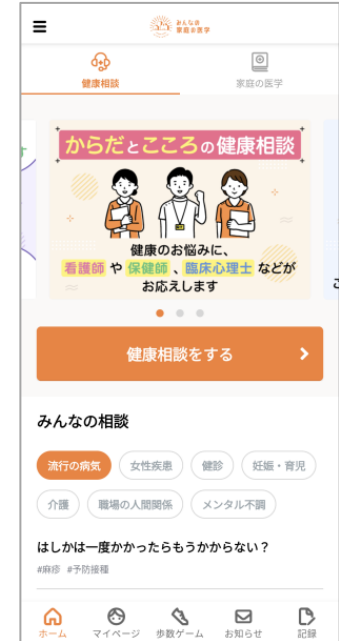 みんなの
家庭の医学
健康相談
家庭の医学
からだとこころの健康相談
健康のお悩みに、
看護師 や 保健師 、臨床心理士 などが
お応えします
健康相談をする
みんなの相談
流行の病気
女性疾患
健診
妊娠・育児
介護
職場の人間関係
メンタル不調
はしかは一度かかったらもうかからない？
#麻疹 #予防接種
ホーム
マイページ
歩数ゲーム
お知らせ
記録